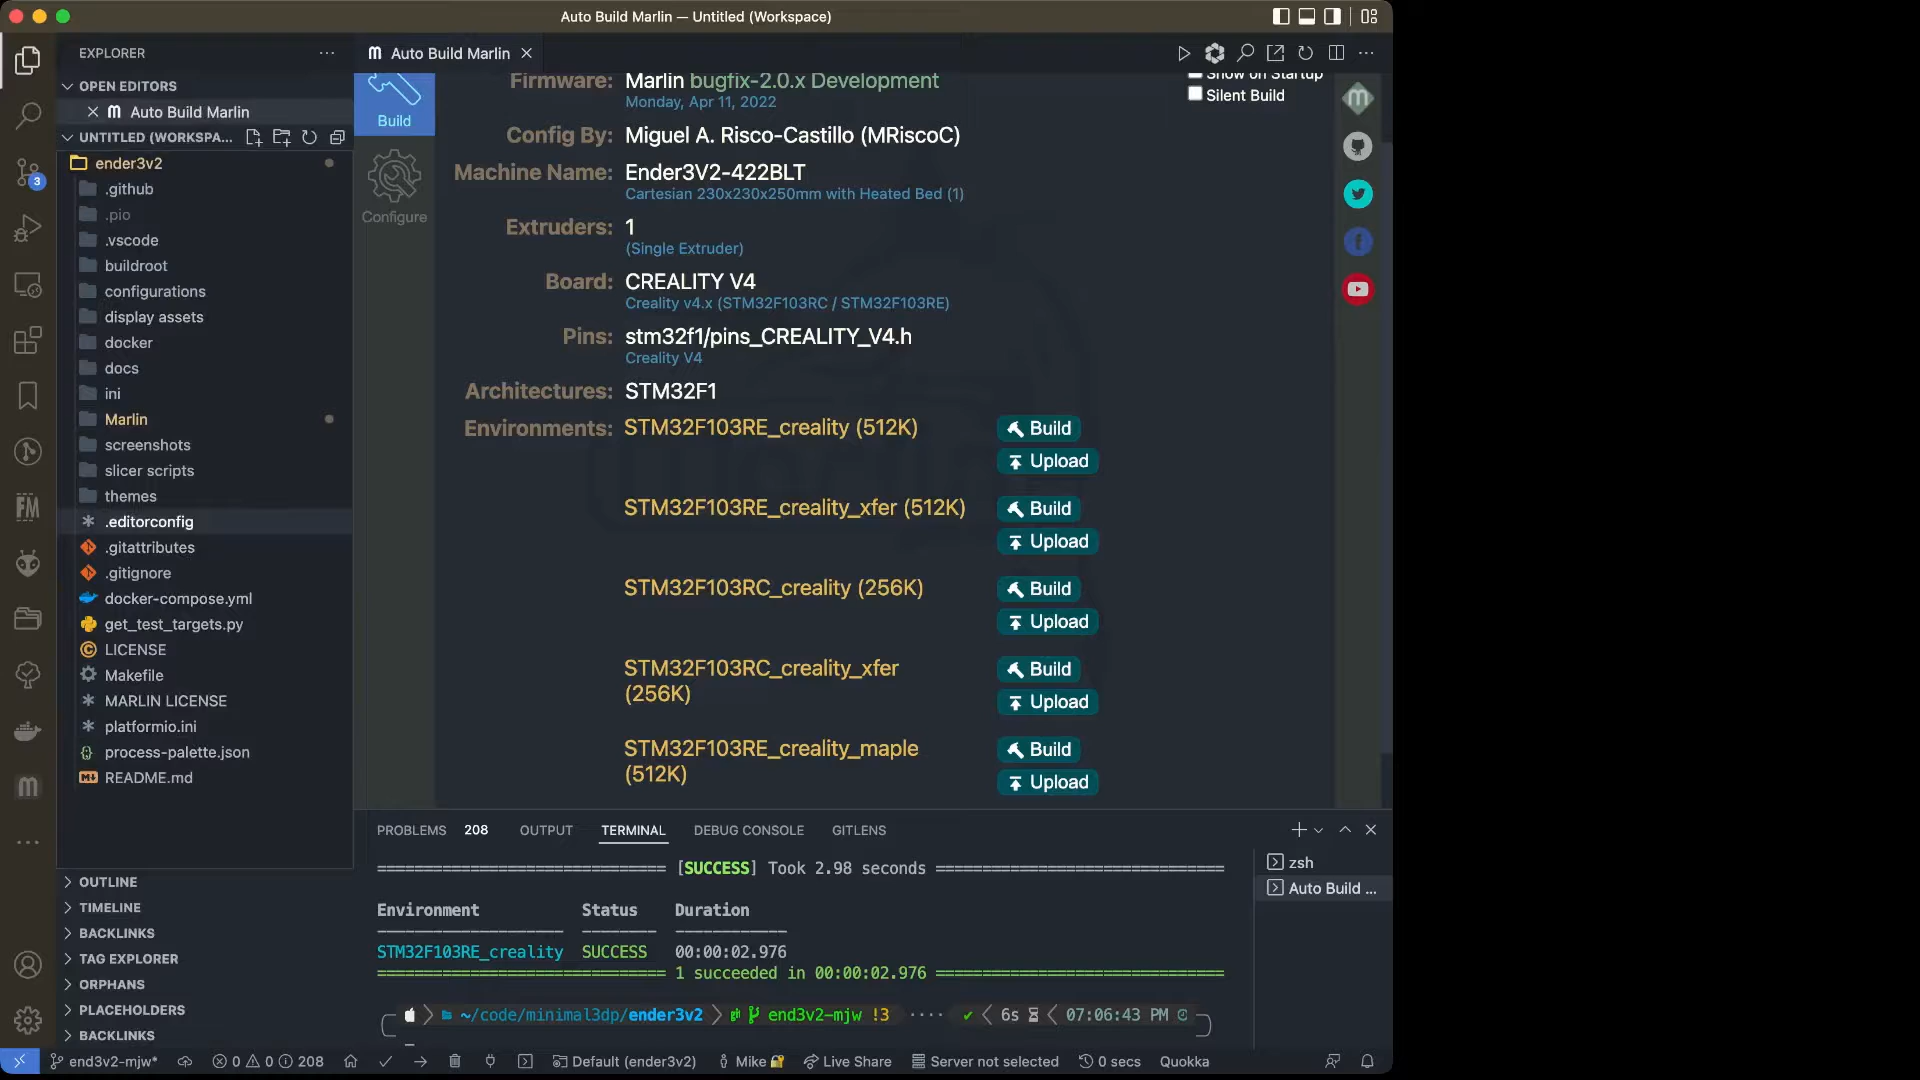 Auto Build Marlin — Untitled (Workspace)
EXPLORER
Auto Build Marlin
OPEN EDITORS
Auto Build Marlin
UNTITLED (WORKSPA...
ender3v2
.github
.pio
.vscode
buildroot
configurations
display assets
docker
docs
ini
Marlin
screenshots
slicer scripts
themes
.editorconfig
.gitattributes
.gitignore
docker-compose.yml
get_test_targets.py
LICENSE
Makefile
MARLIN LICENSE
platformio.ini
process-palette.json
README.md
OUTLINE
TIMELINE
BACKLINKS
TAG EXPLORER
ORPHANS
PLACEHOLDERS
BACKLINKS
3
FM
Build
Configure
Firmware: Marlin bugfix-2.0.x Development
Monday, Apr 11, 2022
Show on Startup
Silent Build
Config By: Miguel A. Risco-Castillo (MRiscoC)
Machine Name: Ender3V2-422BLT
Cartesian 230x230x250mm with Heated Bed (1)
Extruders: 1
(Single Extruder)
Board: CREALITY V4
Creality v4.x (STM32F103RC / STM32F103RE)
Pins: stm32f1/pins_CREALITY_V4.h
Creality V4
Architectures: STM32F1
Environments: STM32F103RE_creality (512K) Build
Upload
STM32F103RE_creality_xfer (512K) Build
Upload
STM32F103RC_creality (256K) Build
Upload
STM32F103RC_creality_xfer Build
(256K) Upload
STM32F103RE_creality_maple Build
(512K) Upload
PROBLEMS 208 OUTPUT TERMINAL DEBUG CONSOLE GITLENS
[SUCCESS] Took 2.98 seconds
Environment Status Duration
STM32F103RE_creality SUCCESS 00:00:02.976
1 succeeded in 00:00:02.976
~/code/minimal3dp/ender3v2 end3v2-mjw !3 ···· ✔ 6s 07:06:43 PM
zsh
Auto Build ...
end3v2-mjw* 0 0 208 Default (ender3v2) Mike Live Share Server not selected 0 secs Quokka